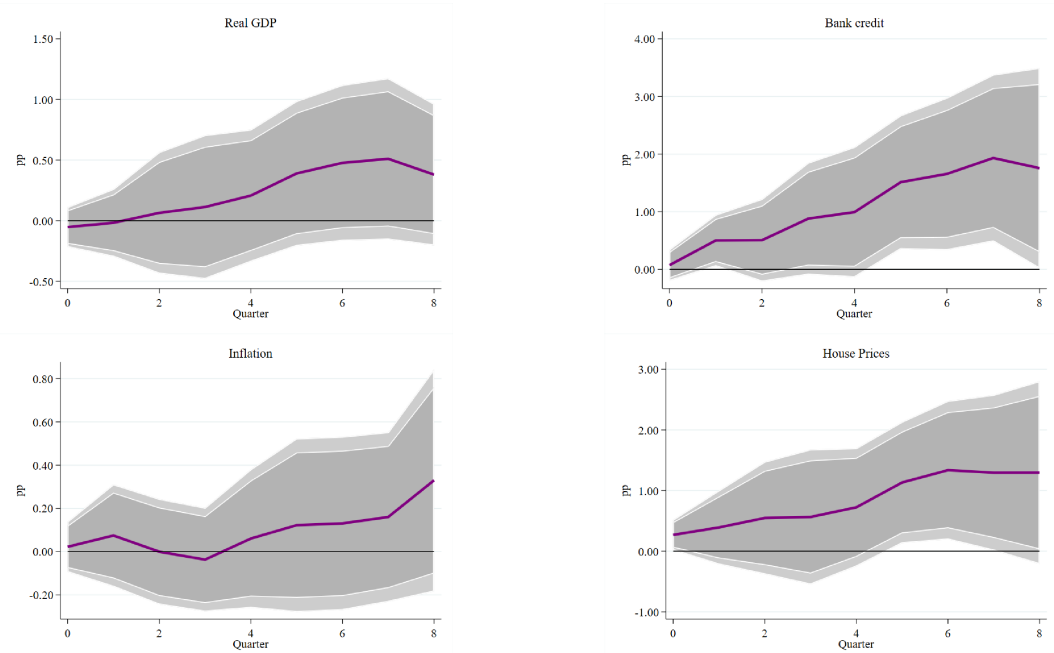 Real GDP
1.50
1.00
0.50
0.00
-0.50
pp
0 2 4 6 8
Quarter
Bank credit
4.00
3.00
2.00
1.00
0.00
pp
0 2 4 6 8
Quarter
Inflation
0.80
0.60
0.40
0.20
0.00
-0.20
pp
0 2 4 6 8
Quarter
House Prices
3.00
2.00
1.00
0.00
-1.00
pp
0 2 4 6 8
Quarter